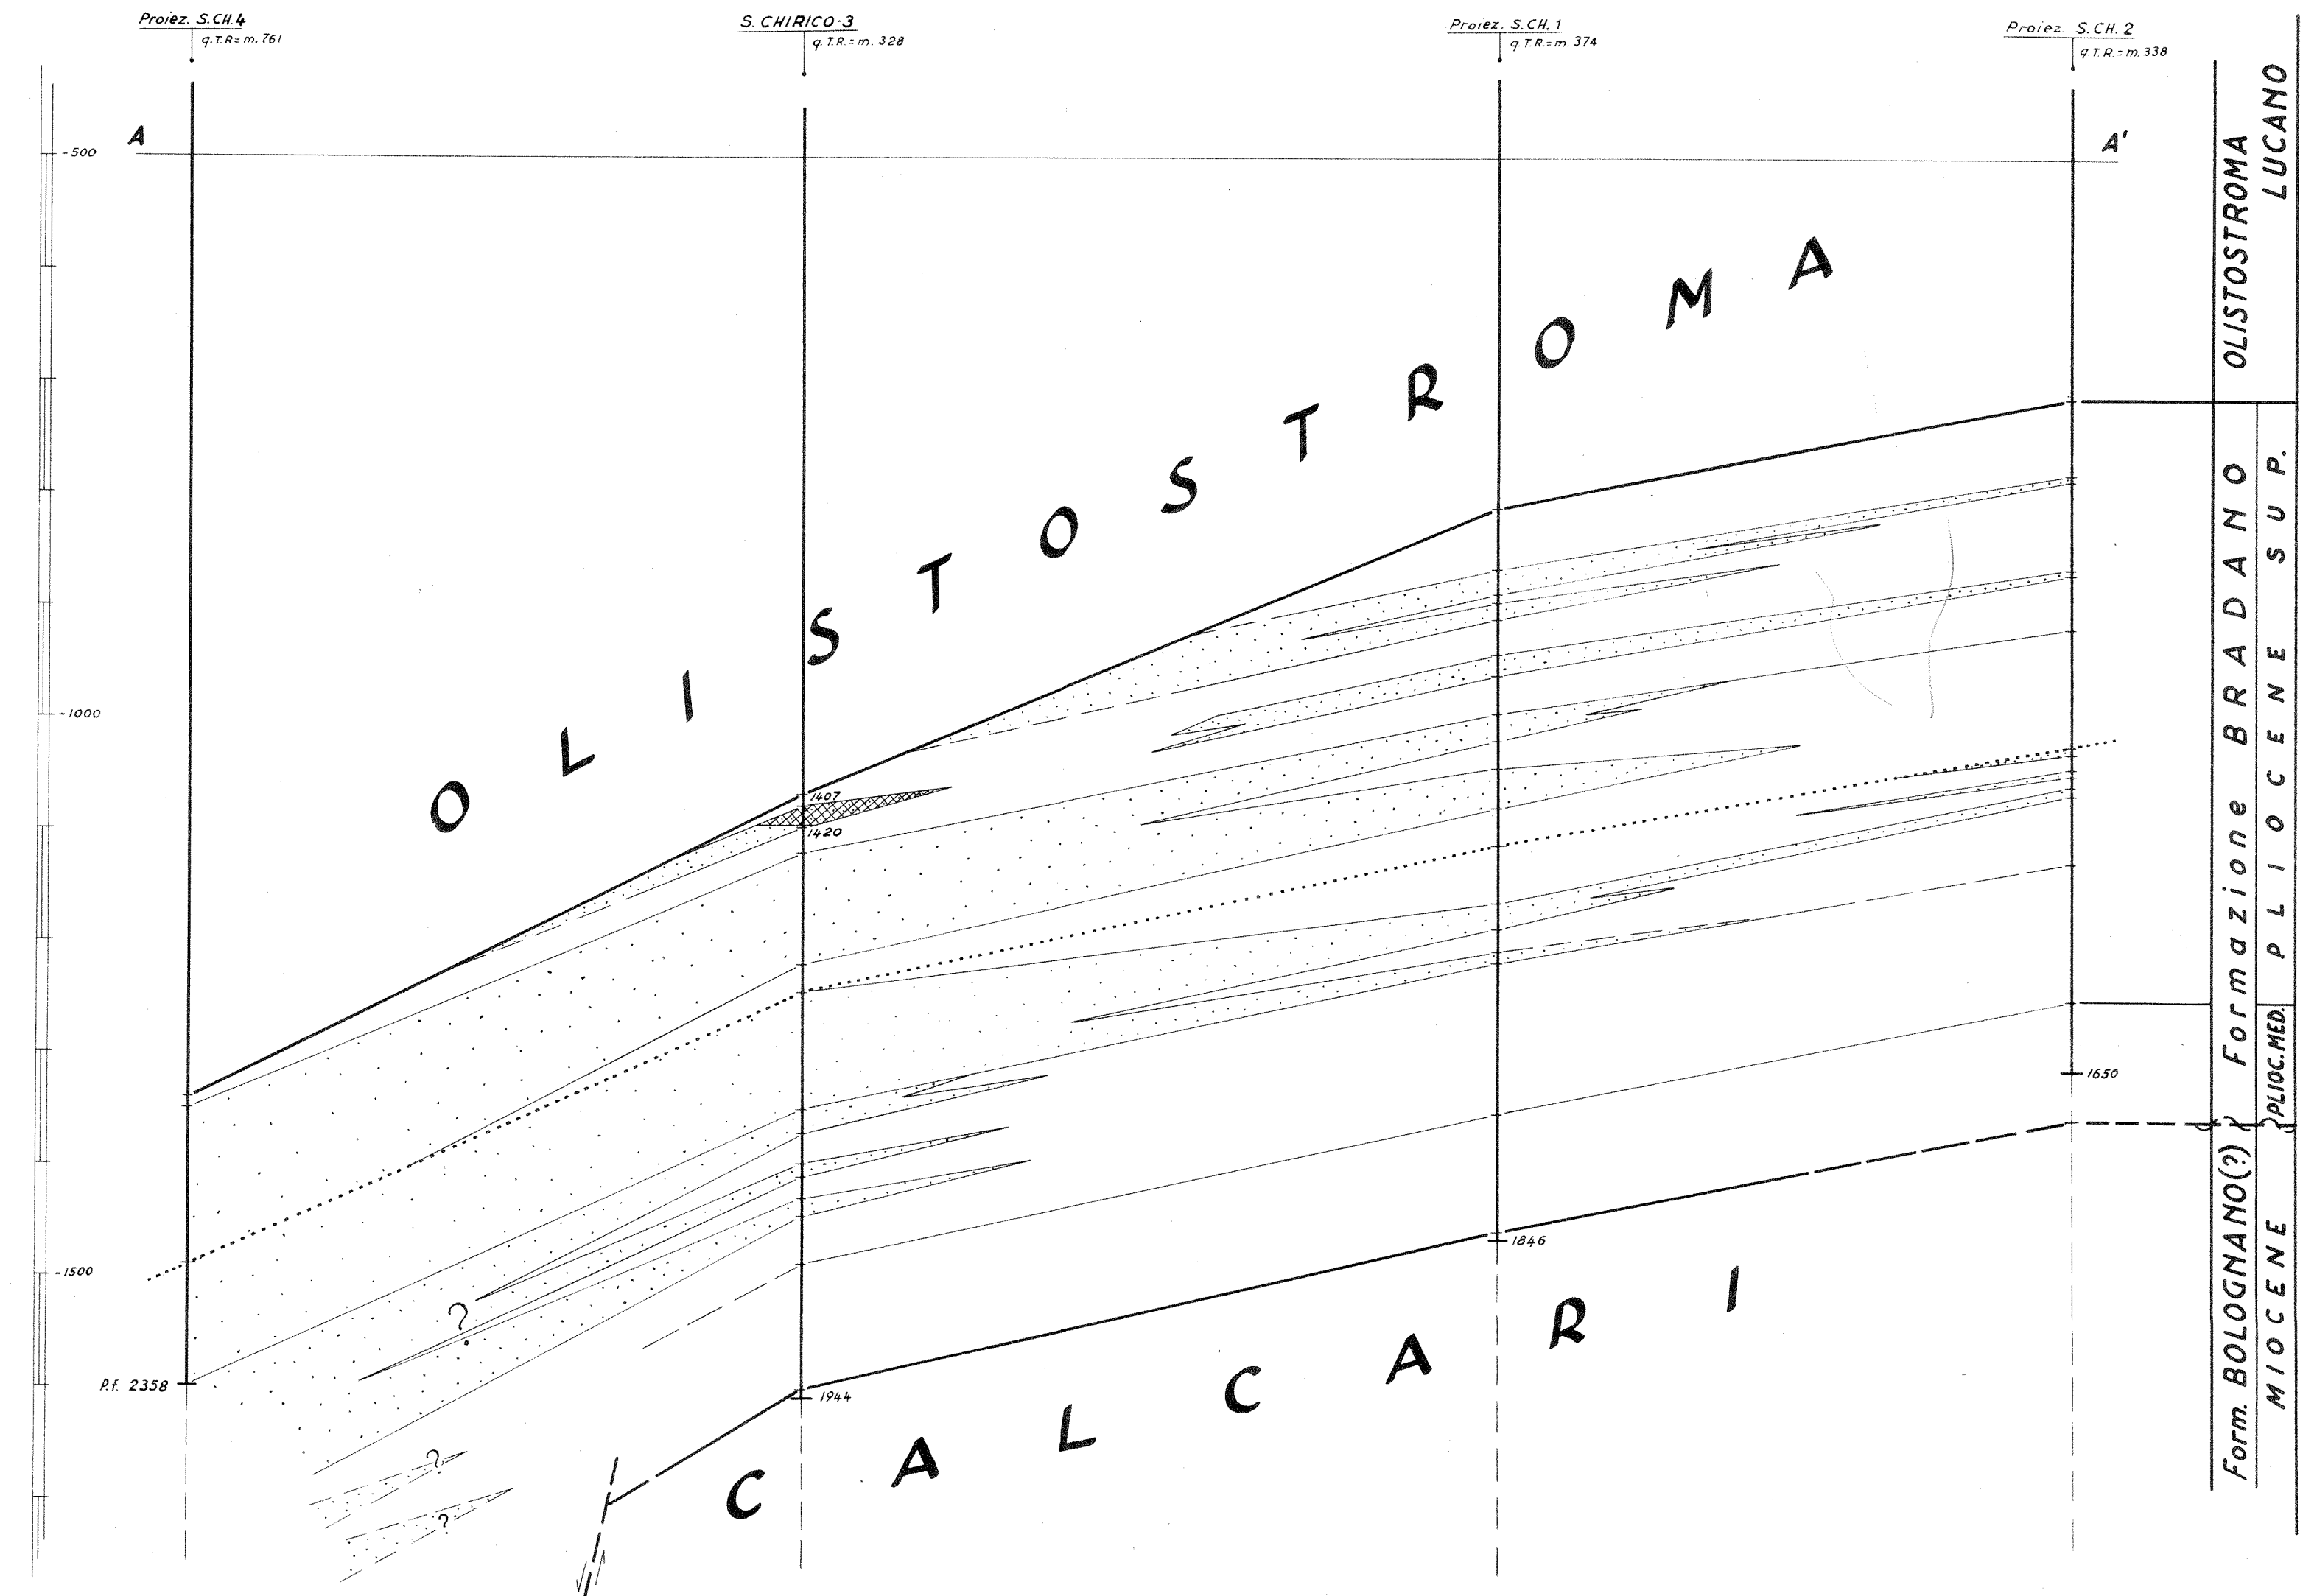 Proiez. S.CH.4
q.T.R=m.761
S. CHIRICO-3
q.T.R.=m.328
Proiez. S.CH.1
q.T.R.=m.374
Proiez. S.CH.2
q T.R.=m.338
A
A'
-500
-1000
-1500
OLISTOSTROMA
CALCARI
1407
1420
P.f. 2358
1944
1846
1650
?
?
?
OLISTOSTROMA
LUCANO
Formazione BRADANO
PLIOCENE SUP.
PLIOC.MED.
Form. BOLOGNANO(?)
MIOCENE